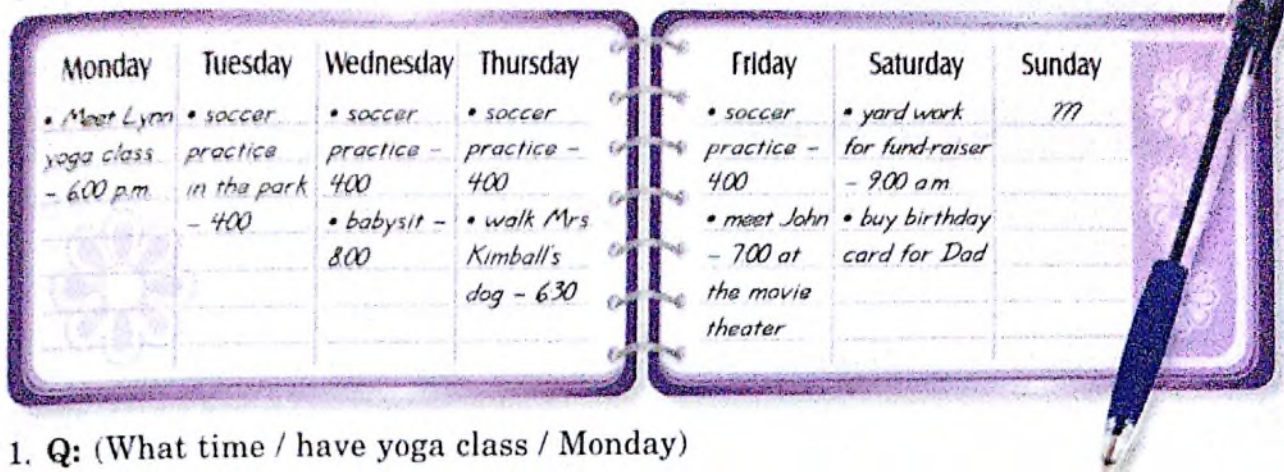 Monday
• Meet Lynn
yoga class
– 6:00 p.m.
Tuesday
• soccer
practice
in the park
– 4:00
Wednesday
• soccer
practice –
4:00
• babysit –
8:00
Thursday
• soccer
practice –
4:00
• walk Mrs.
Kimball's
dog – 6:30
Friday
• soccer
practice –
4:00
• meet John
– 7:00 at
the movie
theater
Saturday
• yard work
for fund-raiser
– 9:00 a.m.
• buy birthday
card for Dad
Sunday
???
1. Q: (What time / have yoga class / Monday)